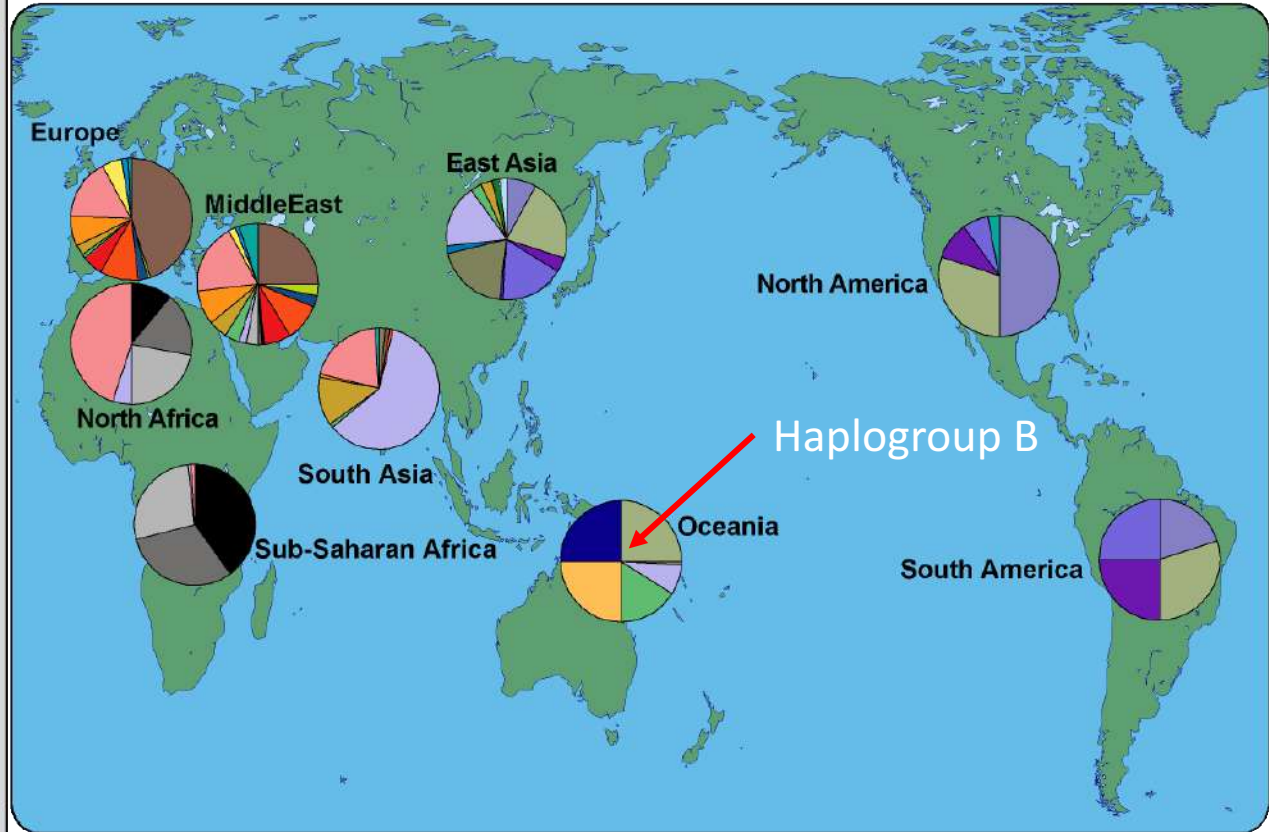 Europe
East Asia
MiddleEast
North America
North Africa
Haplogroup B
South Asia
Oceania
Sub-Saharan Africa
South America